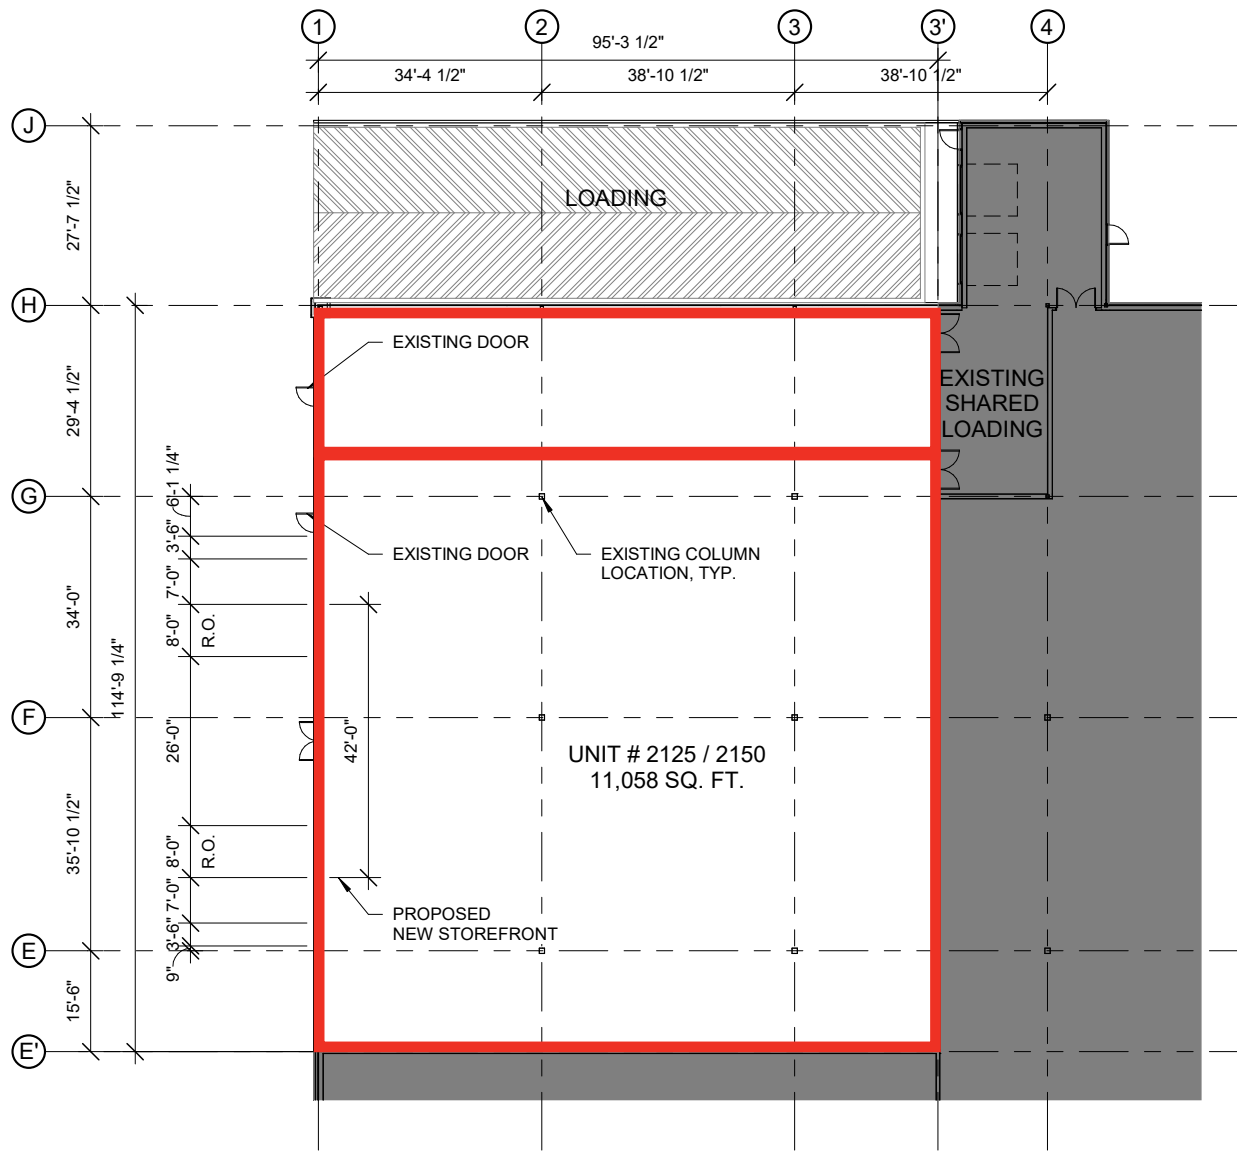 1
2
3
3'
4
95'-3 1/2"
34'-4 1/2"
38'-10 1/2"
38'-10 1/2"
J
27'-7 1/2"
LOADING
H
EXISTING DOOR
29'-4 1/2"
EXISTING
SHARED
LOADING
6'-1 1/4"
G
3'-6"
EXISTING DOOR
EXISTING COLUMN
LOCATION, TYP.
7'-0"
34'-0"
8'-0"
R.O.
114'-9 1/4"
F
26'-0"
42'-0"
UNIT # 2125 / 2150
11,058 SQ. FT.
35'-10 1/2"
8'-0"
R.O.
7'-0"
PROPOSED
NEW STOREFRONT
3'-6"
E
9"
15'-6"
E'